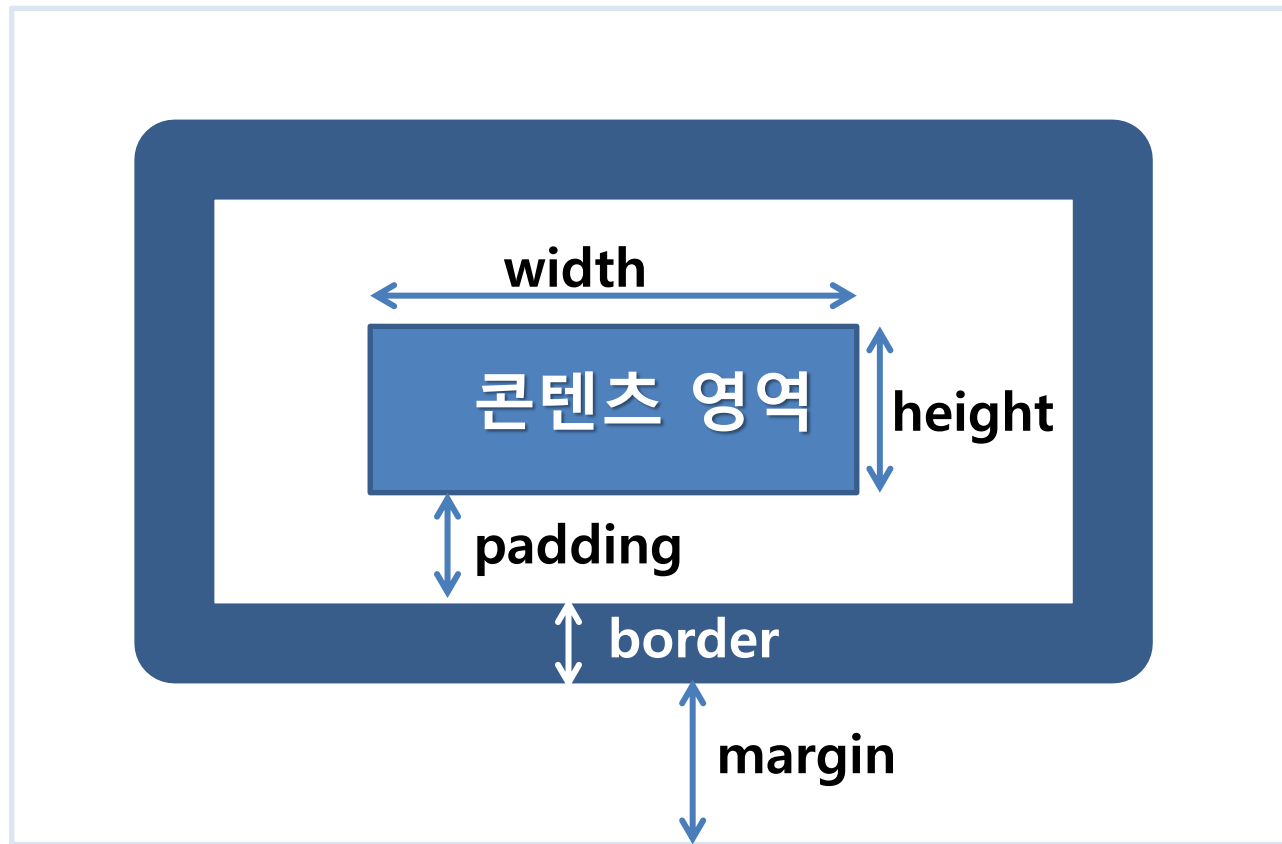 width
콘텐츠 영역
height
padding
border
margin